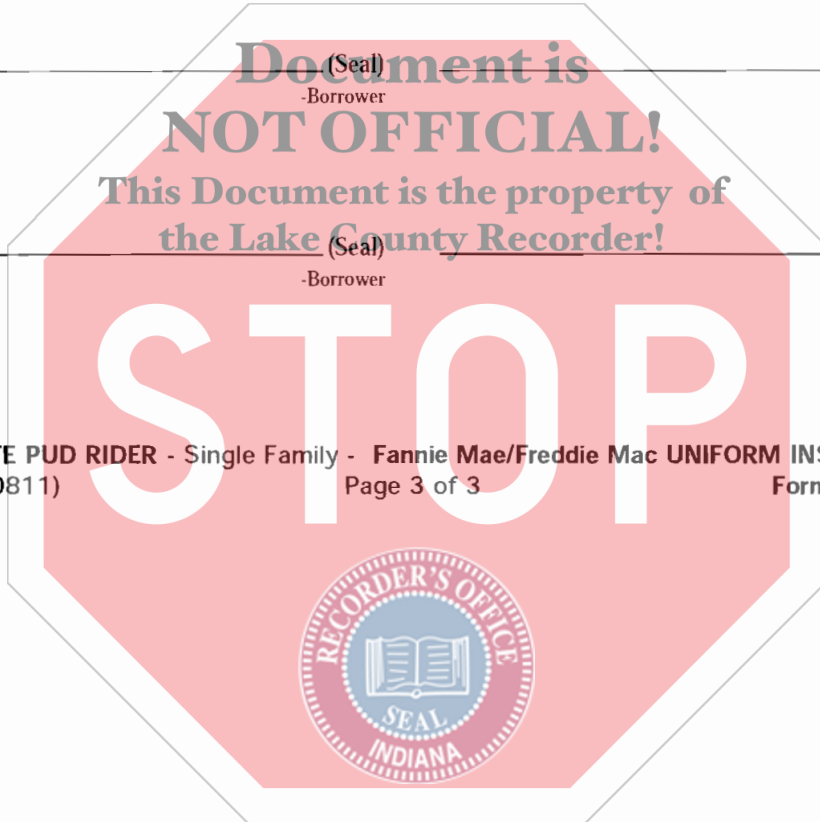 Document is
(Seal)
-Borrower
NOT OFFICIAL!
This Document is the property of
the Lake County Recorder!
(Seal)
-Borrower
STOP
E PUD RIDER - Single Family - Fannie Mae/Freddie Mac UNIFORM INS
0811) Page 3 of 3 Form
RECORDER'S OFFICE
SEAL
INDIANA